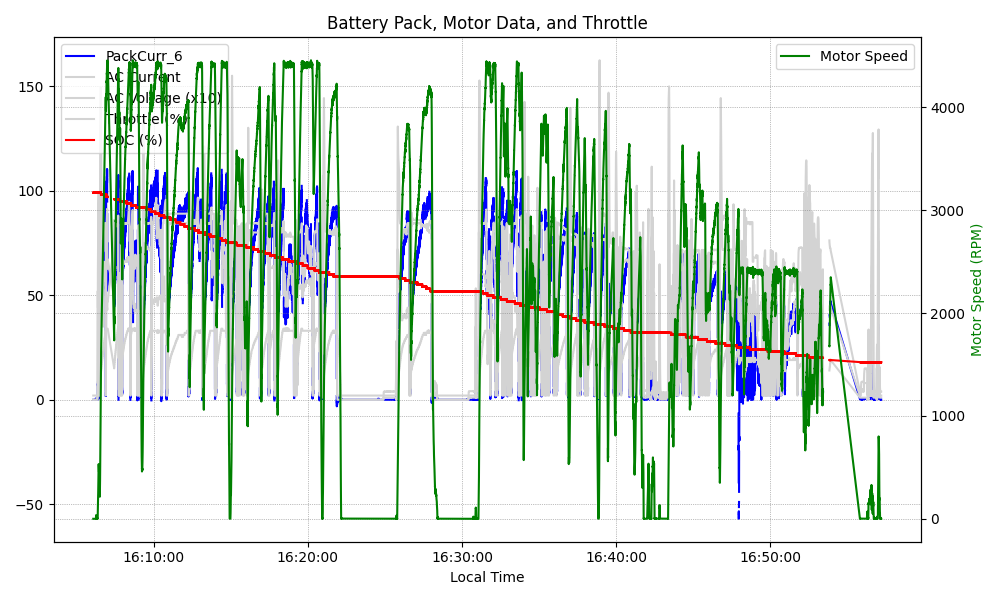 Battery Pack, Motor Data, and Throttle
PackCurr_6
AC Current
AC Voltage (x10)
Throttle (%)
SOC (%)
Motor Speed
150
100
50
0
−50
4000
3000
2000
1000
0
Motor Speed (RPM)
16:10:00
16:20:00
16:30:00
16:40:00
16:50:00
Local Time